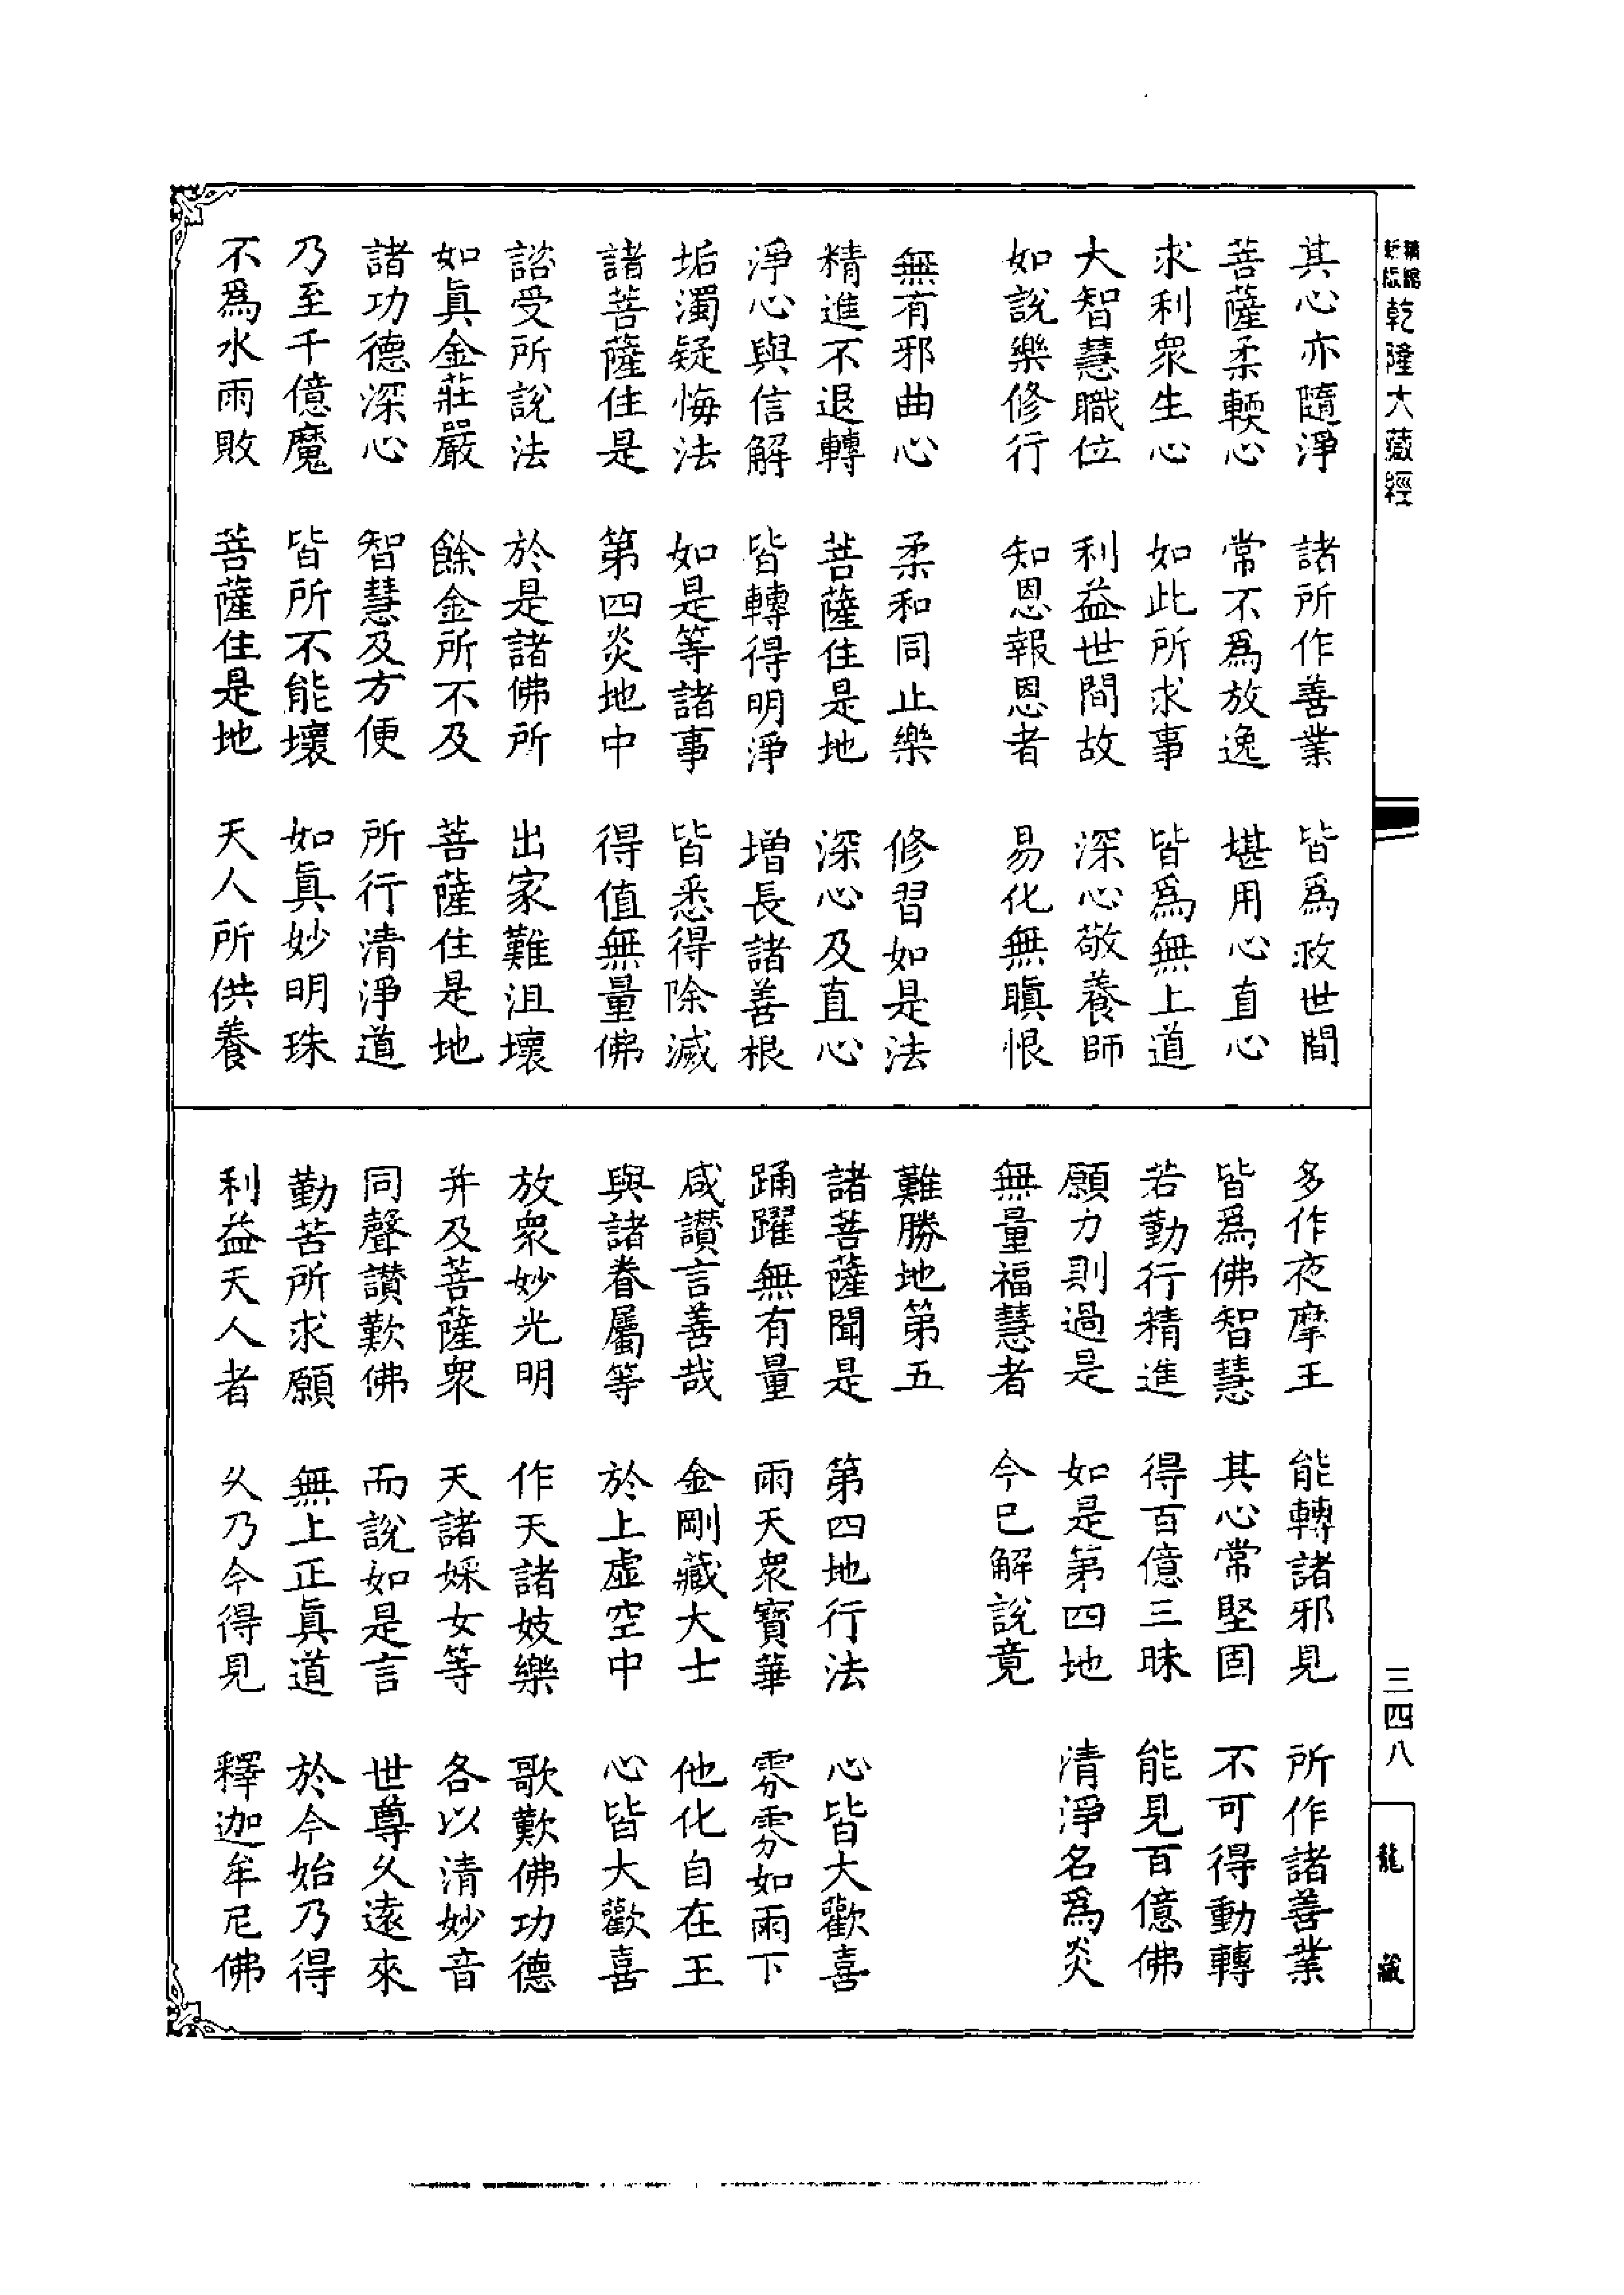 乾隆大藏經
其心亦隨淨　諸所作善業　皆爲救世間
菩薩柔輭心　常不爲放逸　堪用心直心
求利眾生心　如此所求事　皆爲無上道
大智慧職位　利益世間故　深心敬養師
如說樂修行　知恩報恩者　易化無瞋恨
無有邪曲心　柔和同止樂　修習如是法
精進不退轉　菩薩住是地　深心及直心
淨心與信解　皆轉得明淨　增長諸善根
垢濁疑悔法　如是等諸事　皆悉得除滅
諸菩薩住是　第四炎地中　得值無量佛
諮受所說法　於是諸佛所　出家難沮壞
如眞金莊嚴　餘金所不及　菩薩住是地
諸功德深心　智慧及方便　所行清淨道
乃至千億魔　皆所不能壞　如眞妙明珠
不爲水雨敗　菩薩住是地　天人所供養
多作夜摩王　能轉諸邪見　所作諸善業
皆爲佛智慧　其心常堅固　不可得動轉
若勤行精進　得百億三昧　能見百億佛
願力則過是　如是第四地　清淨名爲炎
無量福慧者　今已解說竟
難勝地第五
諸菩薩聞是　第四地行法　心皆大歡喜
踊躍無有量　雨天眾寶華　雰雰如雨下
咸讚言善哉　金剛藏大士　他化自在王
與諸眷屬等　於上虛空中　心皆大歡喜
放眾妙光明　作天諸妓樂　歌歎佛功德
并及菩薩眾　天諸婇女等　各以清妙音
同聲讚歎佛　而說如是言　世尊久遠來
勤苦所求願　無上正眞道　於今始乃得
利益天人者　久乃今得見　釋迦牟尼佛
三四八
龍藏